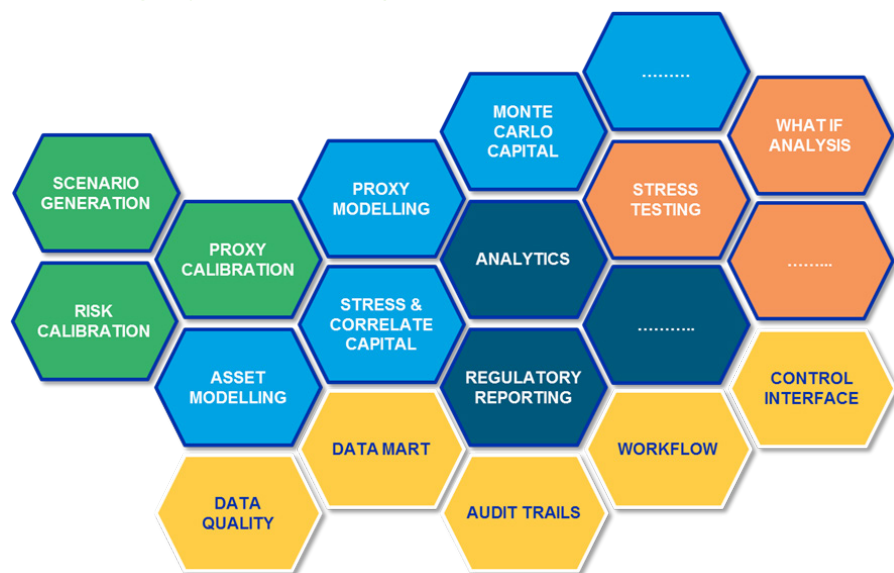 .........
MONTE
CARLO
CAPITAL
WHAT IF
ANALYSIS
SCENARIO
GENERATION
PROXY
MODELLING
STRESS
TESTING
PROXY
CALIBRATION
ANALYTICS
.........
RISK
CALIBRATION
STRESS &
CORRELATE
CAPITAL
...........
ASSET
MODELLING
REGULATORY
REPORTING
CONTROL
INTERFACE
DATA MART
WORKFLOW
DATA
QUALITY
AUDIT TRAILS